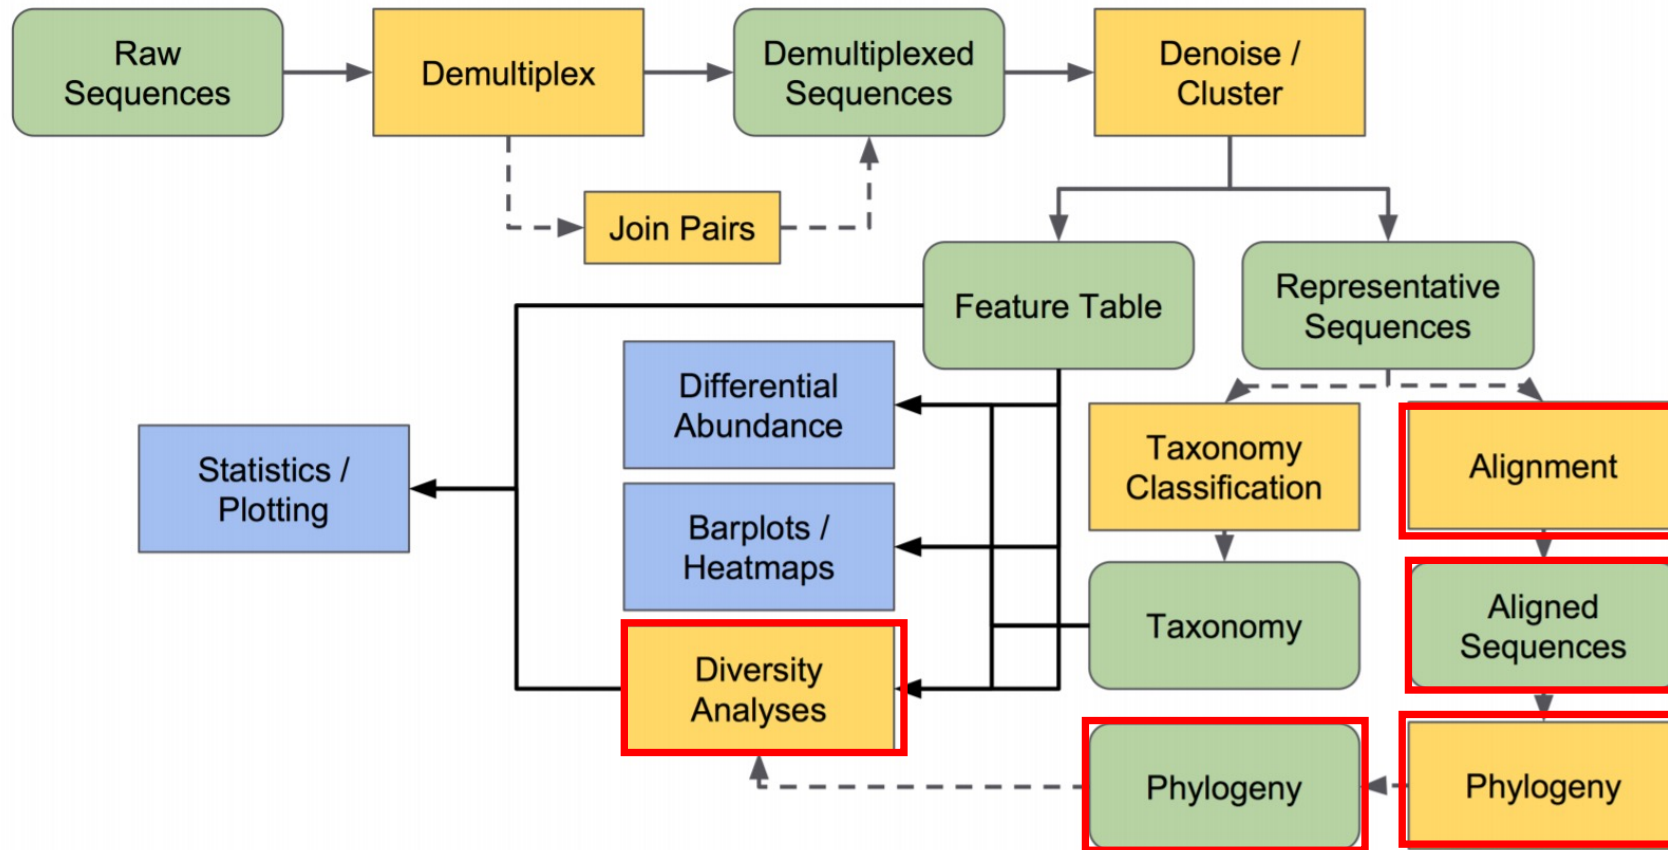 Raw
Sequences
Demultiplex
Demultiplexed
Sequences
Denoise /
Cluster
Join Pairs
Feature Table
Representative
Sequences
Differential
Abundance
Taxonomy
Classification
Alignment
Statistics /
Plotting
Barplots /
Heatmaps
Taxonomy
Aligned
Sequences
Diversity
Analyses
Phylogeny
Phylogeny